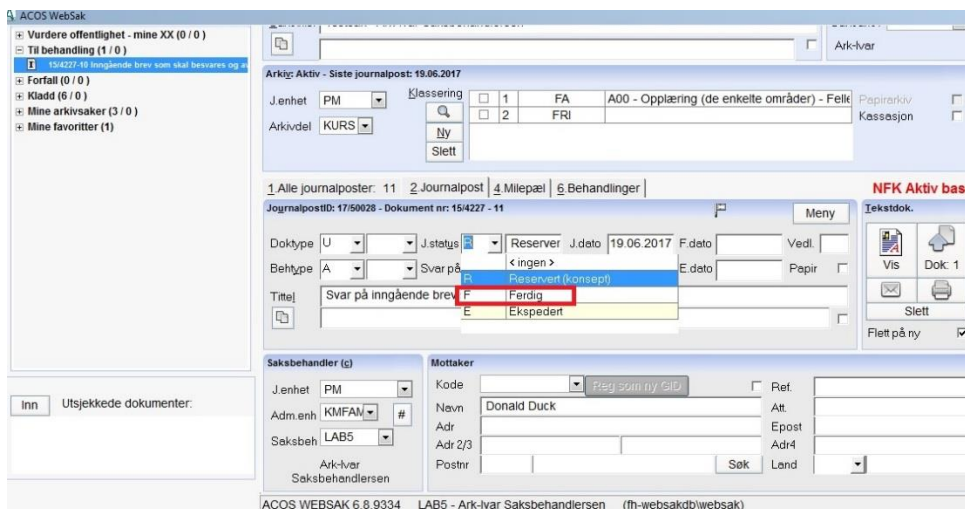 ACOS WebSak
Vurdere offentlighet - mine XX (0 / 0 )
Til behandling (1 / 0 )
15/4227-10 Inngående brev som skal besvares og av
Forfall (0 / 0 )
Kladd (6 / 0 )
Mine arkivsaker (3 / 0 )
Mine favoritter (1)
Ark-Ivar
Arkiv: Aktiv - Siste journalpost: 19.06.2017
J.enhet PM Klassering 1 FA A00 - Opplæring (de enkelte områder) - Felle Papirarkiv
2 FRI Kassasjon
Arkivdel KURS Ny
Slett
1.Alle journalposter: 11 2.Journalpost 4.Milepæl 6.Behandlinger NFK Aktiv bas
JournalpostID: 17/50028 - Dokument nr: 15/4227 - 11 Meny Tekstdok.
Doktype U J.status R Reserver J.dato 19.06.2017 F.dato Vedl.
< ingen >
Behtype A Svar på R Reservert (konsept) E.dato Papir Vis Dok: 1
Tittel Svar på inngående brev F Ferdig
E Ekspedert Slett
Flett på ny
Saksbehandler (c) Mottaker
J.enhet PM Kode Reg som ny GID Ref.
Inn Utsjekkede dokumenter: Adm.enh KMFAM # Navn Donald Duck Att.
Adr Epost
Saksbeh LAB5 Adr 2/3 Adr4
Ark-Ivar Postnr Søk Land
Saksbehandlersen
ACOS WEBSAK 6.8.9334 LAB5 - Ark-Ivar Saksbehandlersen (fh-websakdb\websak)